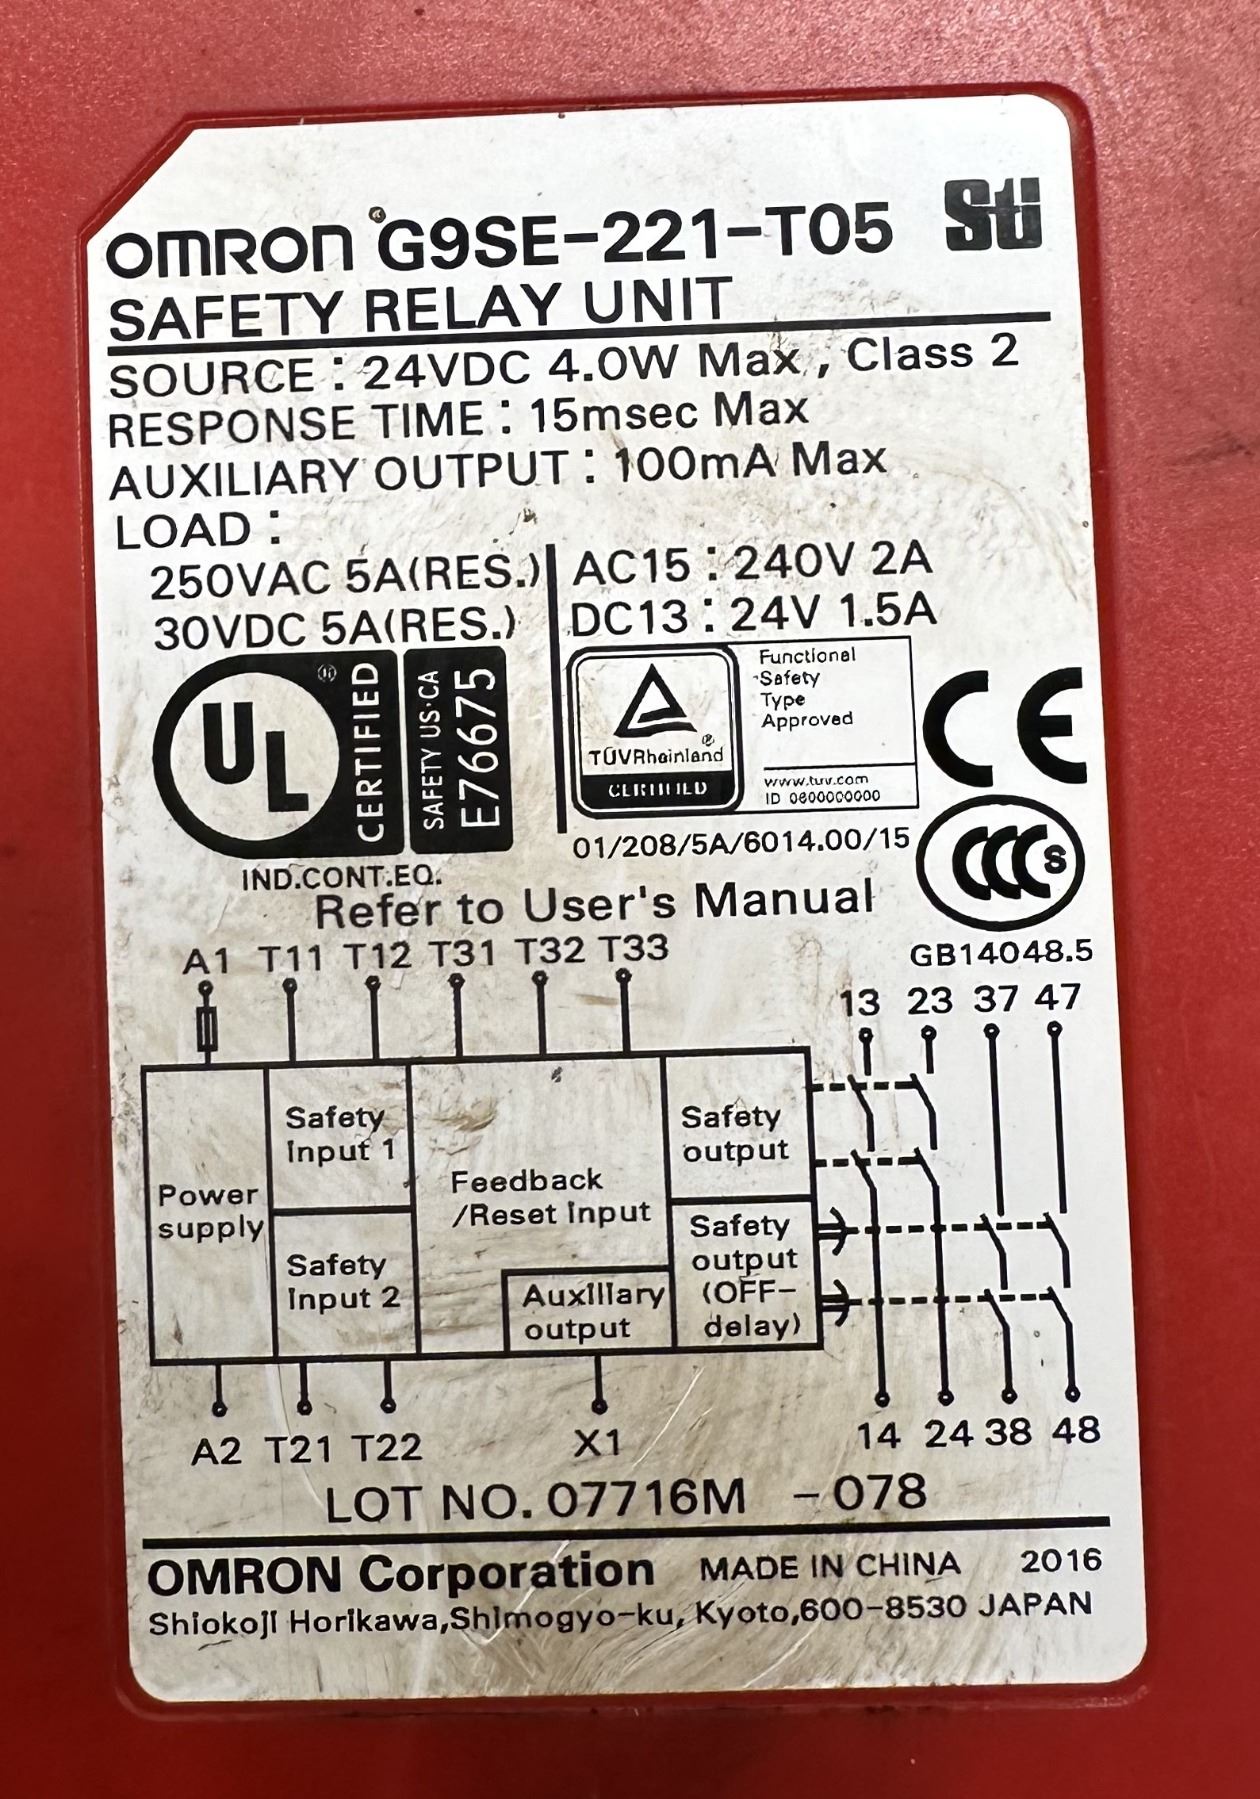 OMRON G9SE-221-T05 Sti
SAFETY RELAY UNIT
SOURCE : 24VDC 4.0W Max., Class 2
RESPONSE TIME : 15msec Max
AUXILIARY OUTPUT : 100mA Max
LOAD :
250VAC 5A(RES.)
30VDC 5A(RES.)
AC15 : 240V 2A
DC13 : 24V 1.5A
UL ®
CERTIFIED
SAFETY US·CA
E76675
IND.CONT.EQ.
TÜVRheinland ®
CERTIFIED
Functional
Safety
Type
Approved
www.tuv.com
ID 0600000000
01/208/5A/6014.00/15
CE
CCC S
GB14048.5
Refer to User's Manual
A1 T11 T12 T31 T32 T33
13 23 37 47
Power
supply
Safety
Input 1
Safety
Input 2
Feedback
/Reset Input
Auxiliary
output
Safety
output
Safety
output
(OFF-
delay)
A2 T21 T22 X1
14 24 38 48
LOT NO. 07716M -078
OMRON Corporation MADE IN CHINA 2016
Shiokoji Horikawa,Shimogyo-ku, Kyoto,600-8530 JAPAN